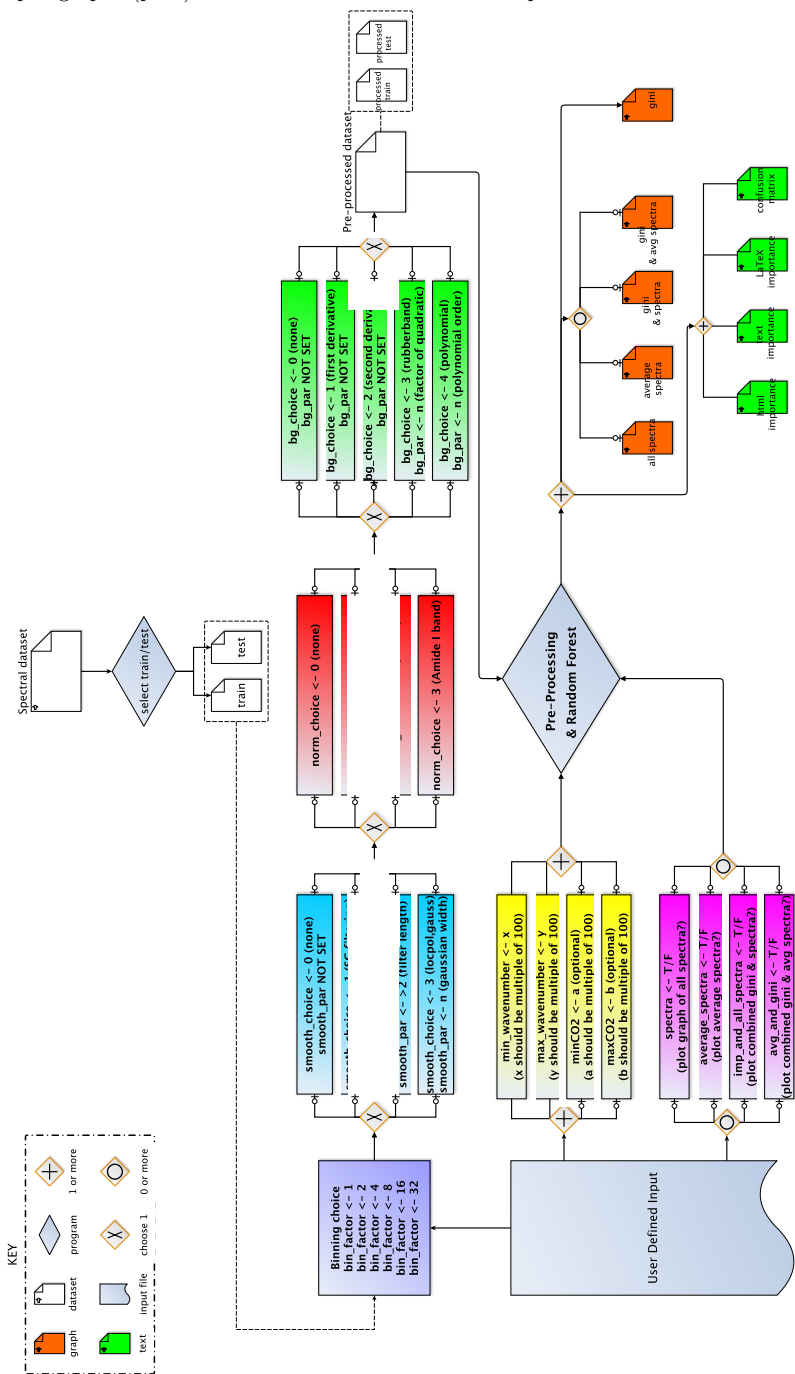 Spectral dataset
select train/test
train
test
KEY
graph
dataset
program
1 or more
text
input file
choose 1
0 or more
Binning choice
bin_factor <- 1
bin_factor <- 2
bin_factor <- 4
bin_factor <- 8
bin_factor <- 16
bin_factor <- 32
smooth_choice <- 0 (none)
smooth_par NOT SET
smooth_par <- >2 (filter length)
smooth_choice <- 3 (locpol,gauss)
smooth_par <- n (gaussian width)
norm_choice <- 0 (none)
norm_choice <- 3 (Amide I band)
bg_choice <- 0 (none)
bg_par NOT SET
bg_choice <- 1 (first derivative)
bg_par NOT SET
bg_choice <- 2 (second
bg_par NOT SET
bg_choice <- 3 (rubberband)
bg_par <- n (factor of quadratic)
bg_choice <- 4 (polynomial)
bg_par <- n (polynomial order)
Pre-processed dataset
processed
train
processed
test
User Defined Input
min_wavenumber <- x
(x should be multiple of 100)
max_wavenumber <- y
(y should be multiple of 100)
minCO2 <- a (optional)
(a should be multiple of 100)
maxCO2 <- b (optional)
(b should be multiple of 100)
spectra <- T/F
(plot graph of all spectra?)
average_spectra <- T/F
(plot average spectra?)
imp_and_all_spectra <- T/F
(plot combined gini & spectra?)
avg_and_gini <- T/F
(plot combined gini & avg spectra?)
Pre-Processing
& Random Forest
all spectra
average
spectra
gini
& spectra
gini
& avg spectra
gini
html
importance
text
importance
LaTeX
importance
confusion
matrix